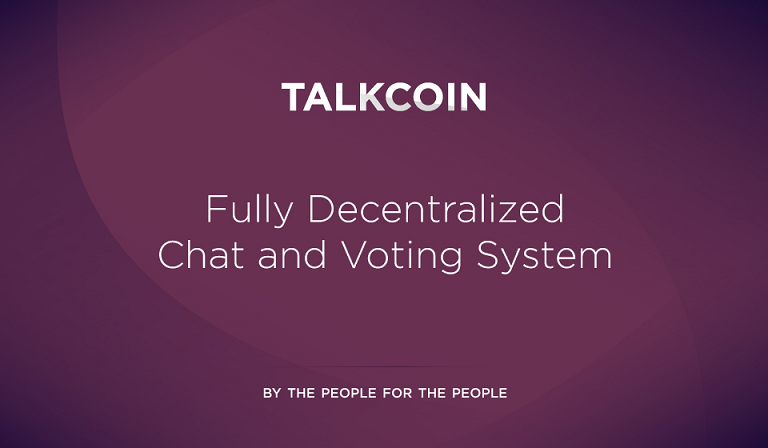 TALKCOIN
Fully Decentralized
Chat and Voting System
BY THE PEOPLE FOR THE PEOPLE